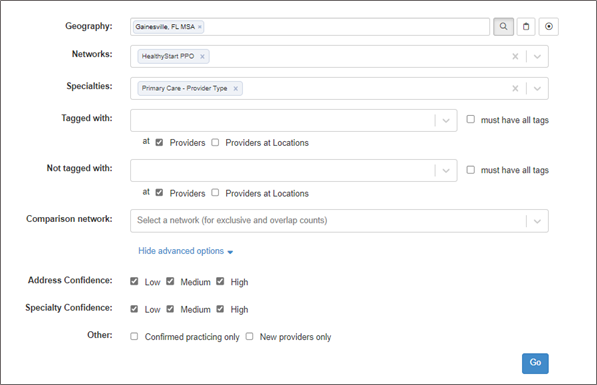 Geography: Gainesville, FL MSA ×
Networks: HealthyStart PPO × ×
Specialties: Primary Care - Provider Type × ×
Tagged with: must have all tags
at Providers Providers at Locations
Not tagged with: must have all tags
at Providers Providers at Locations
Comparison network: Select a network (for exclusive and overlap counts)
Hide advanced options
Address Confidence: Low Medium High
Specialty Confidence: Low Medium High
Other: Confirmed practicing only New providers only
Go